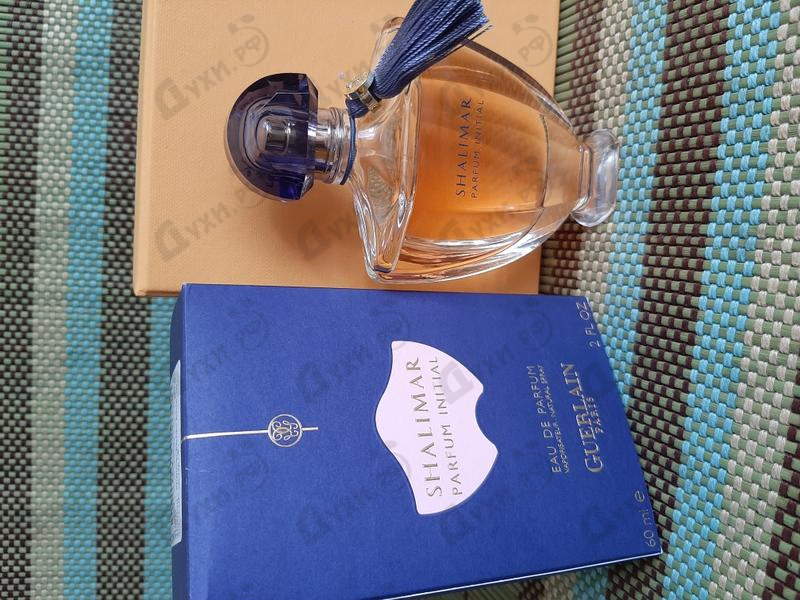 SHALIMAR
PARFUM INITIAL
SHALIMAR
PARFUM INITIAL
EAU DE PARFUM
VAPORISATEUR NATURAL SPRAY
GUERLAIN
PARIS
60 ml e
2 FL OZ
Духи.рф